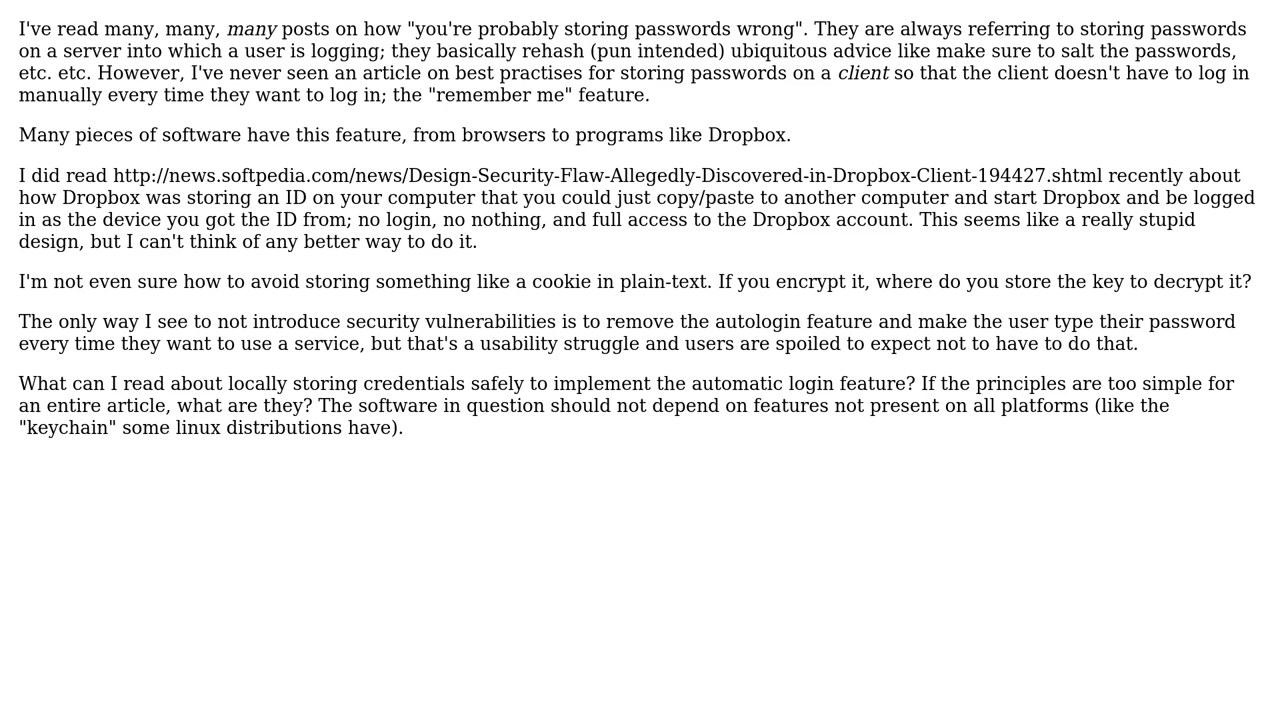 I've read many, many, many posts on how "you're probably storing passwords wrong". They are always referring to storing passwords
on a server into which a user is logging; they basically rehash (pun intended) ubiquitous advice like make sure to salt the passwords,
etc. etc. However, I've never seen an article on best practises for storing passwords on a client so that the client doesn't have to log in
manually every time they want to log in; the "remember me" feature.
Many pieces of software have this feature, from browsers to programs like Dropbox.
I did read http://news.softpedia.com/news/Design-Security-Flaw-Allegedly-Discovered-in-Dropbox-Client-194427.shtml recently about
how Dropbox was storing an ID on your computer that you could just copy/paste to another computer and start Dropbox and be logged
in as the device you got the ID from; no login, no nothing, and full access to the Dropbox account. This seems like a really stupid
design, but I can't think of any better way to do it.
I'm not even sure how to avoid storing something like a cookie in plain-text. If you encrypt it, where do you store the key to decrypt it?
The only way I see to not introduce security vulnerabilities is to remove the autologin feature and make the user type their password
every time they want to use a service, but that's a usability struggle and users are spoiled to expect not to have to do that.
What can I read about locally storing credentials safely to implement the automatic login feature? If the principles are too simple for
an entire article, what are they? The software in question should not depend on features not present on all platforms (like the
"keychain" some linux distributions have).